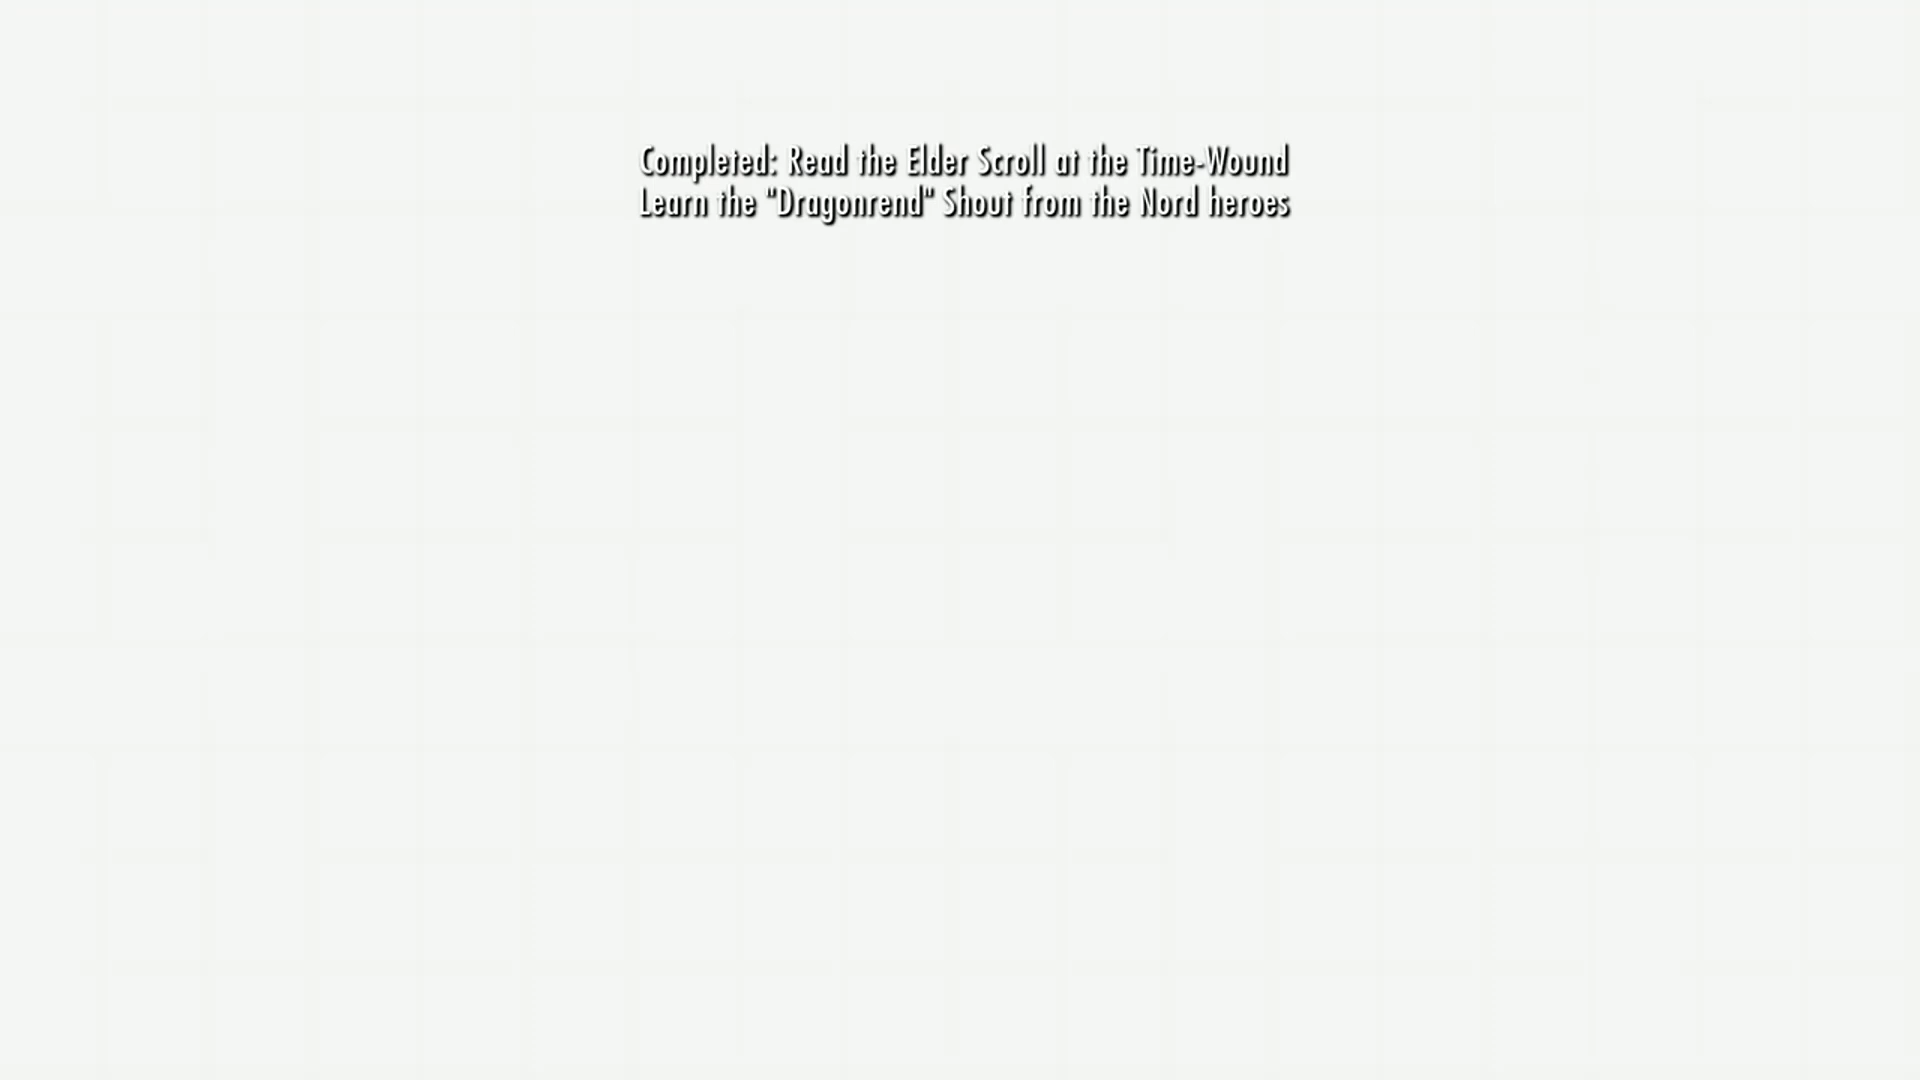 Completed: Read the Elder Scroll at the Time-Wound
Learn the "Dragonrend" Shout from the Nord heroes